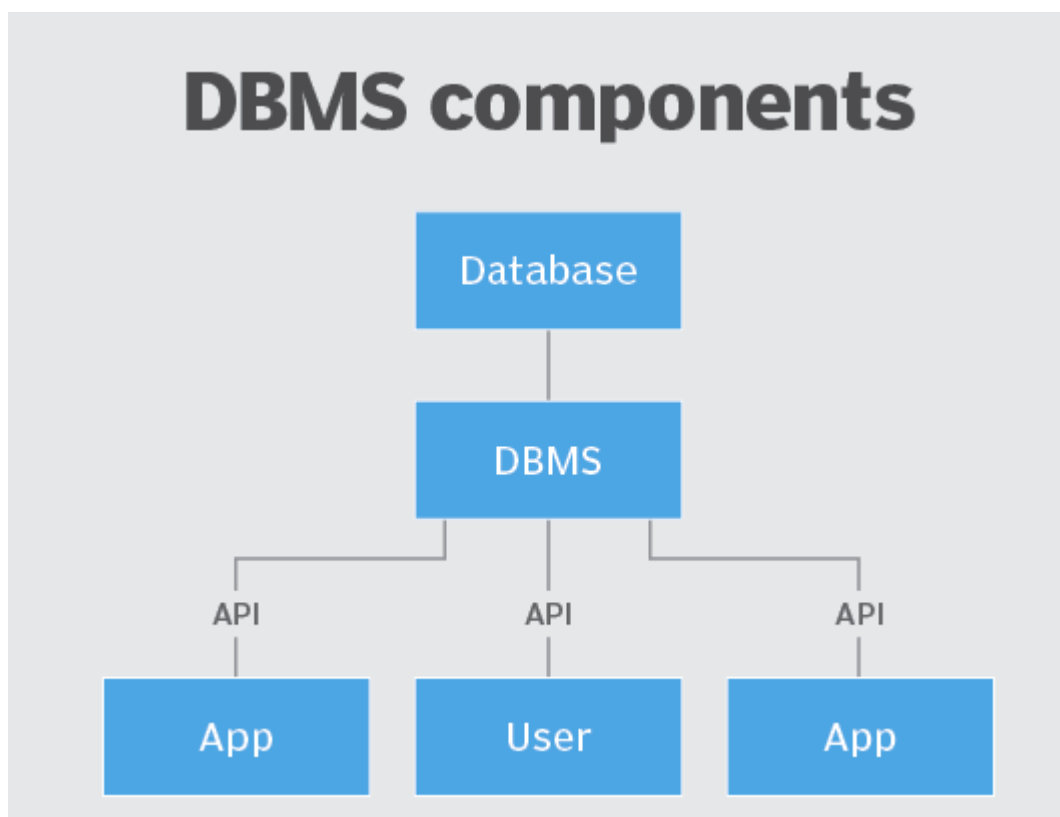 DBMS components
Database
DBMS
API API API
App User App